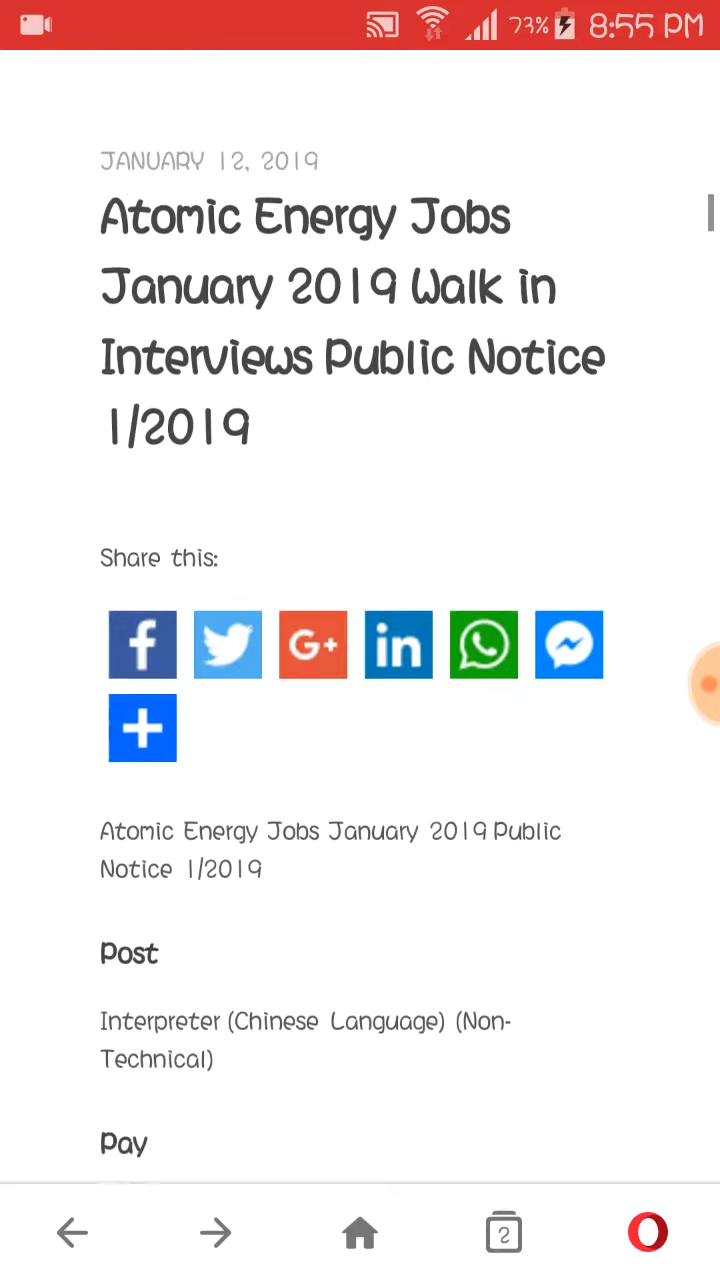 73% 8:55 PM
JANUARY 12, 2019
Atomic Energy Jobs
January 2019 Walk in
Interviews Public Notice
1/2019
Share this:
f G+ in
Atomic Energy Jobs January 2019 Public
Notice 1/2019
Post
Interpreter (Chinese Language) (Non-
Technical)
Pay
2